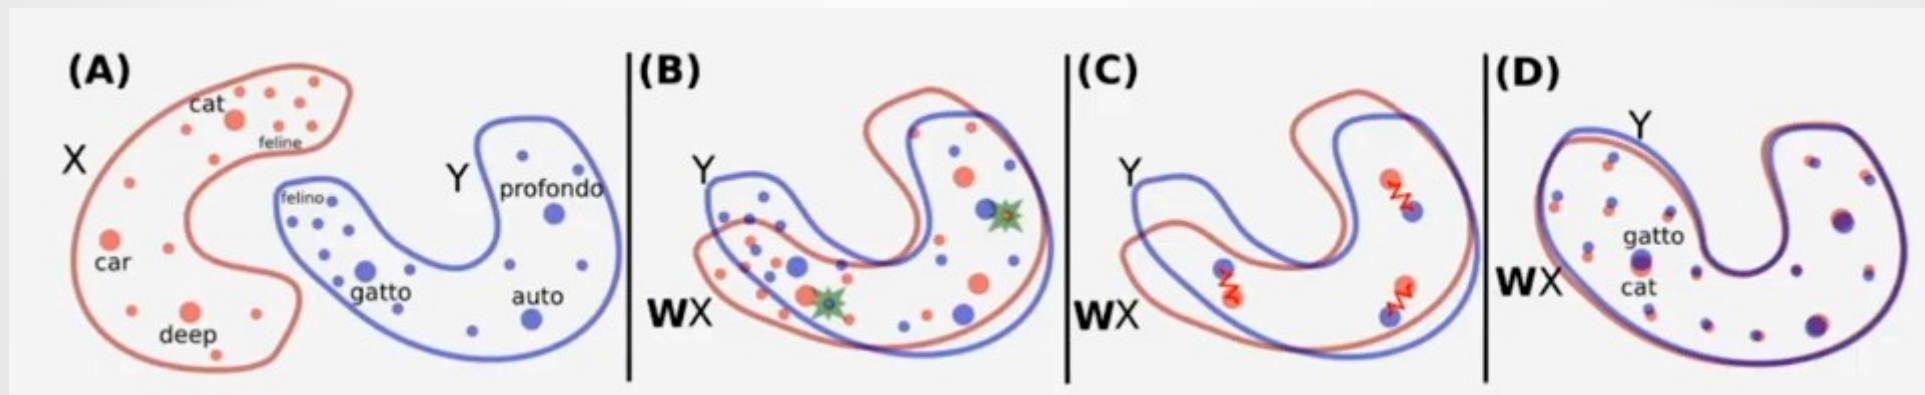 (A)
cat
feline
X
car
deep
Y
felino
profondo
gatto
auto
(B)
Y
WX
(C)
Y
WX
(D)
Y
gatto
WX
cat